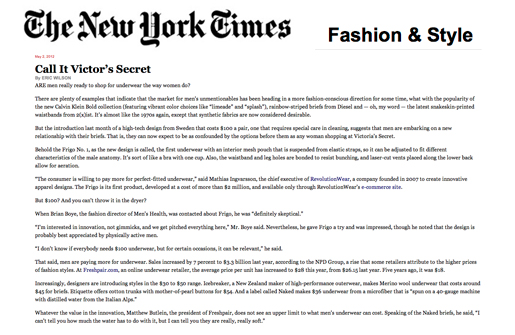 The New York Times
Fashion & Style
May 2, 2012
Call It Victor's Secret
By ERIC WILSON
ARE men really ready to shop for underwear the way women do?
There are plenty of examples that indicate that the market for men's unmentionables has been heading in a more fashion-conscious direction for some time, what with the popularity of
the new Calvin Klein Bold collection (featuring vibrant color choices like "limeade" and "splash"), rainbow-striped briefs from Diesel and — oh, my word — the latest snakeskin-printed
waistbands from 2(x)ist. It's almost like the 1970s again, except that synthetic fabrics are now considered desirable.
But the introduction last month of a high-tech design from Sweden that costs $100 a pair, one that requires special care in cleaning, suggests that men are embarking on a new
relationship with their briefs. That is, they can now expect to be as confounded by the options before them as any woman shopping at Victoria's Secret.
Behold the Frigo No. 1, as the new design is called, the first underwear with an interior mesh pouch that is suspended from elastic straps, so it can be adjusted to fit different
characteristics of the male anatomy. It's sort of like a bra with one cup. Also, the waistband and leg holes are bonded to resist bunching, and laser-cut vents placed along the lower back
allow for aeration.
"The consumer is willing to pay more for perfect-fitted underwear," said Mathias Ingvarsson, the chief executive of RevolutionWear, a company founded in 2007 to create innovative
apparel designs. The Frigo is its first product, developed at a cost of more than $2 million, and available only through RevolutionWear's e-commerce site.
But $100? And you can't throw it in the dryer?
When Brian Boye, the fashion director of Men's Health, was contacted about Frigo, he was "definitely skeptical."
"I'm interested in innovation, not gimmicks, and we get pitched everything here," Mr. Boye said. Nevertheless, he gave Frigo a try and was impressed, though he noted that the design is
probably best appreciated by physically active men.
"I don't know if everybody needs $100 underwear, but for certain occasions, it can be relevant," he said.
That said, men are paying more for underwear. Sales increased by 7 percent to $3.3 billion last year, according to the NPD Group, a rise that some retailers attribute to the higher
prices of fashion styles. At Freshpair.com, an online underwear retailer, the average price per unit has increased to $28 this year, from $26.15 last year. Five years ago, it was $18.
Increasingly, designers are introducing styles in the $30 to $50 range. Icebreaker, a New Zealand maker of high-performance outerwear, makes Merino wool underwear that costs around
$45 for briefs. Etiquette offers cotton trunks with mother-of-pearl buttons for $54. And a label called Naked makes $36 underwear from a microfiber that is "spun on a 40-gauge machine
with distilled water from the Italian Alps."
Whatever the value in the innovation, Matthew Butlein, the president of Freshpair, does not see an upper limit to what men's underwear can cost. Speaking of the Naked briefs, he said, "I
can't tell you how much the water has to do with it, but I can tell you they are really, really soft."